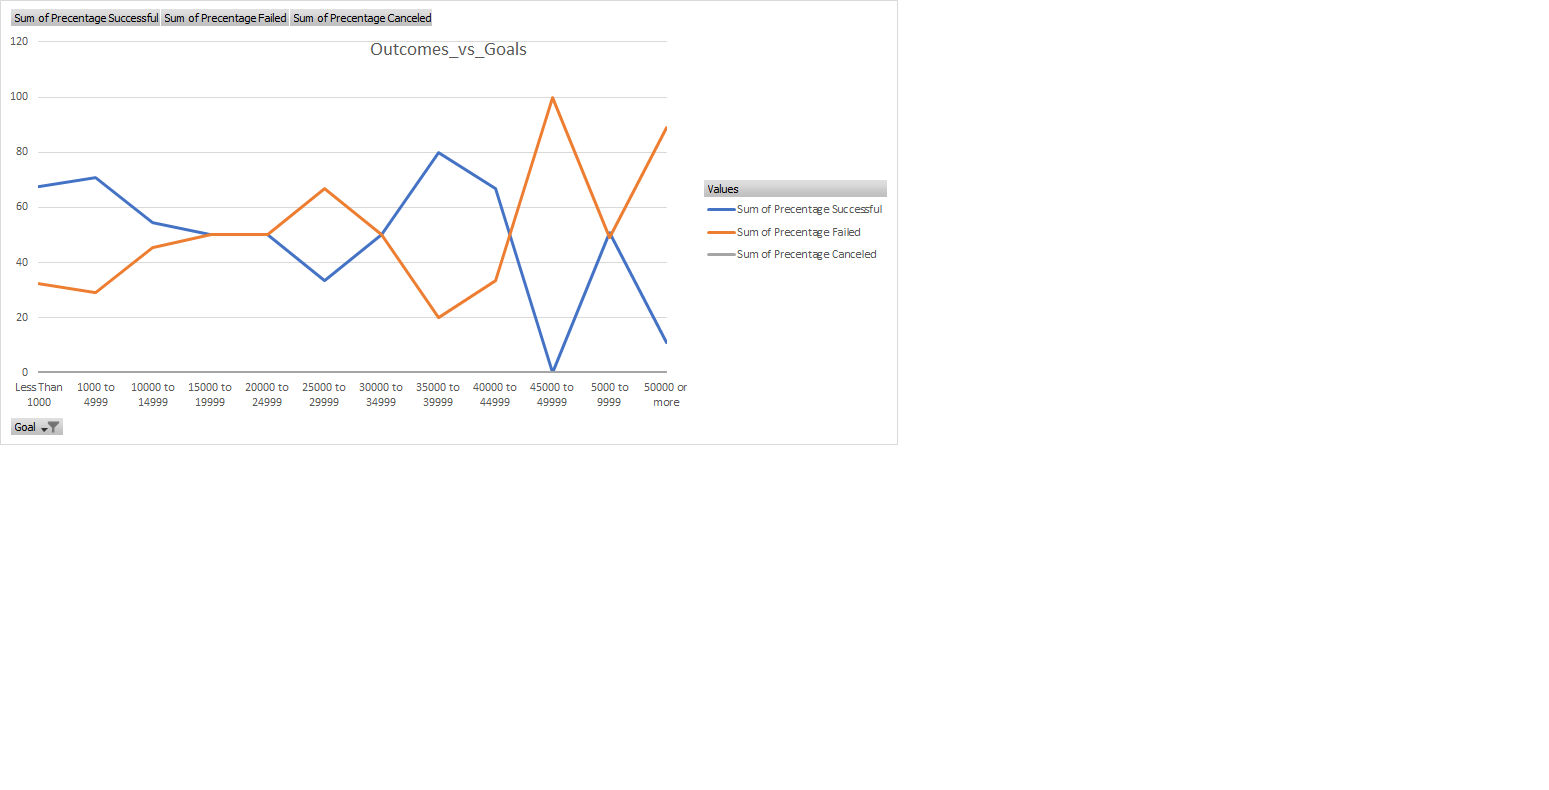 Sum of Precentage Successful Sum of Precentage Failed Sum of Precentage Canceled
Outcomes_vs_Goals
120
100
80
60
40
20
0
Less Than 1000 to 10000 to 15000 to 20000 to 25000 to 30000 to 35000 to 40000 to 45000 to 5000 to 50000 or
1000 4999 14999 19999 24999 29999 34999 39999 44999 49999 9999 more
Goal
Values
Sum of Precentage Successful
Sum of Precentage Failed
Sum of Precentage Canceled